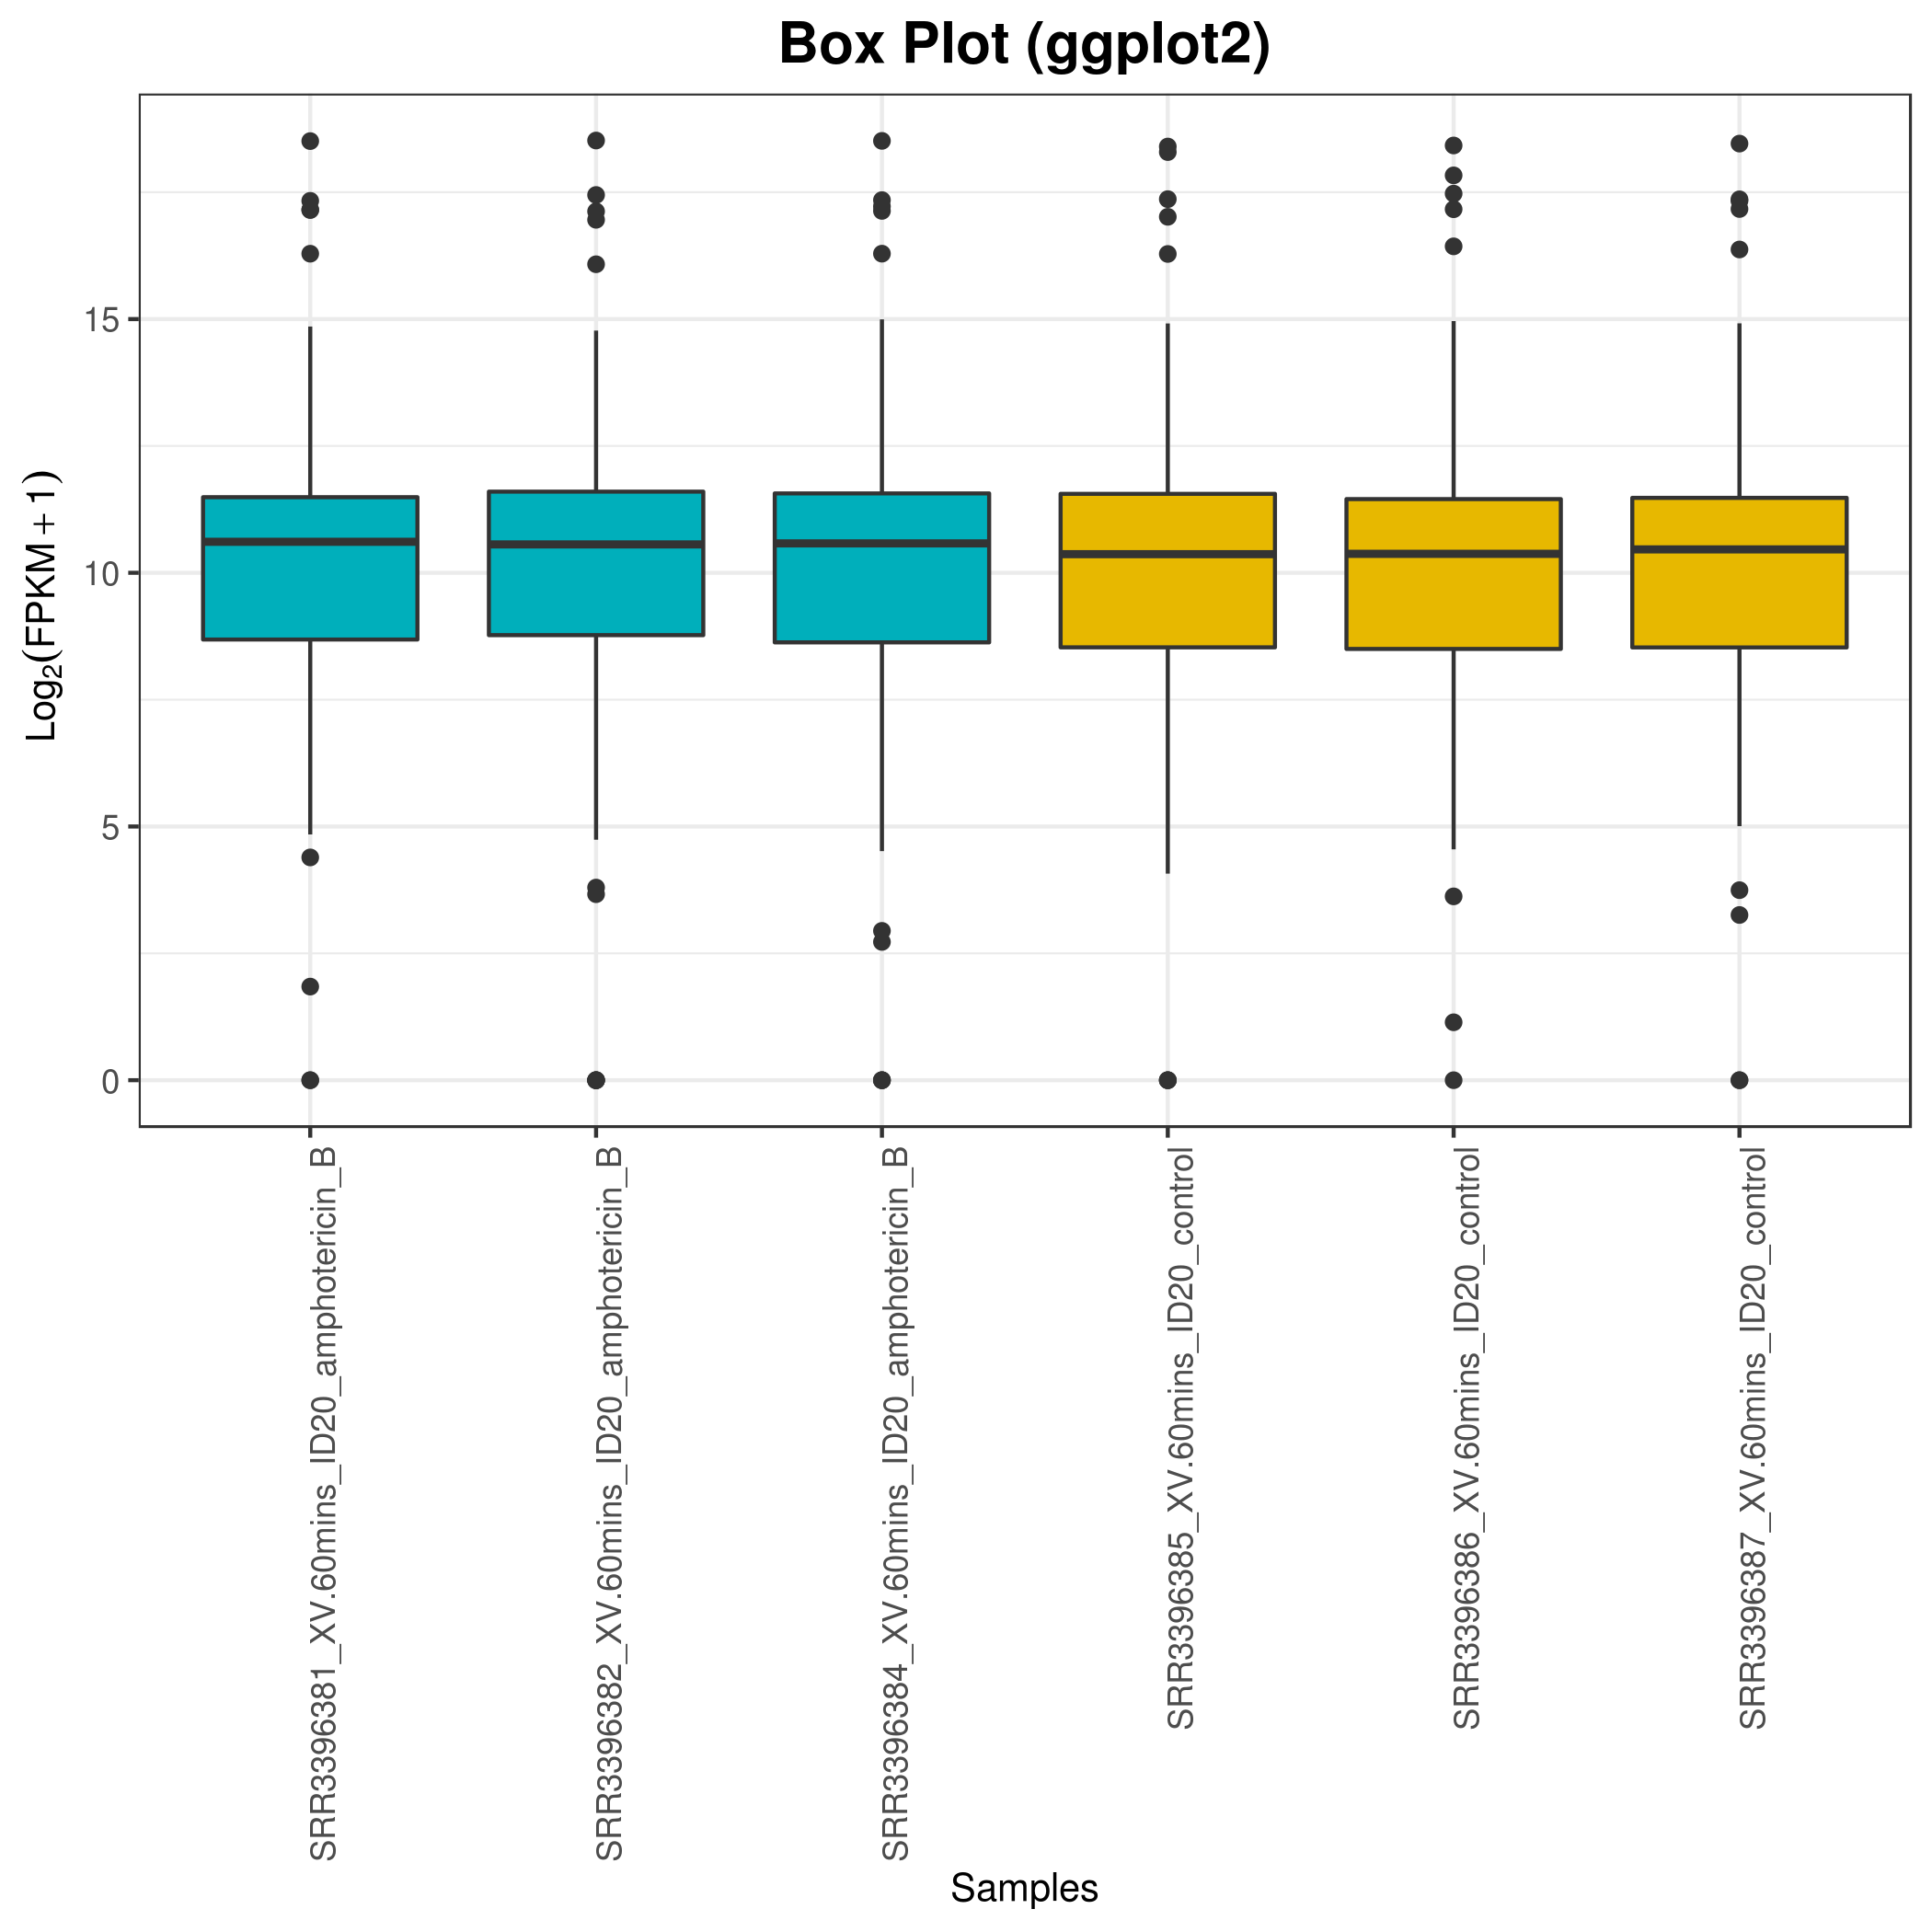 Box Plot (ggplot2)
Log₂(FPKM+1)
15
10
5
0
SRR3396381_XV.60mins_ID20_amphotericin_B
SRR3396382_XV.60mins_ID20_amphotericin_B
SRR3396384_XV.60mins_ID20_amphotericin_B
SRR3396385_XV.60mins_ID20_control
SRR3396386_XV.60mins_ID20_control
SRR3396387_XV.60mins_ID20_control
Samples